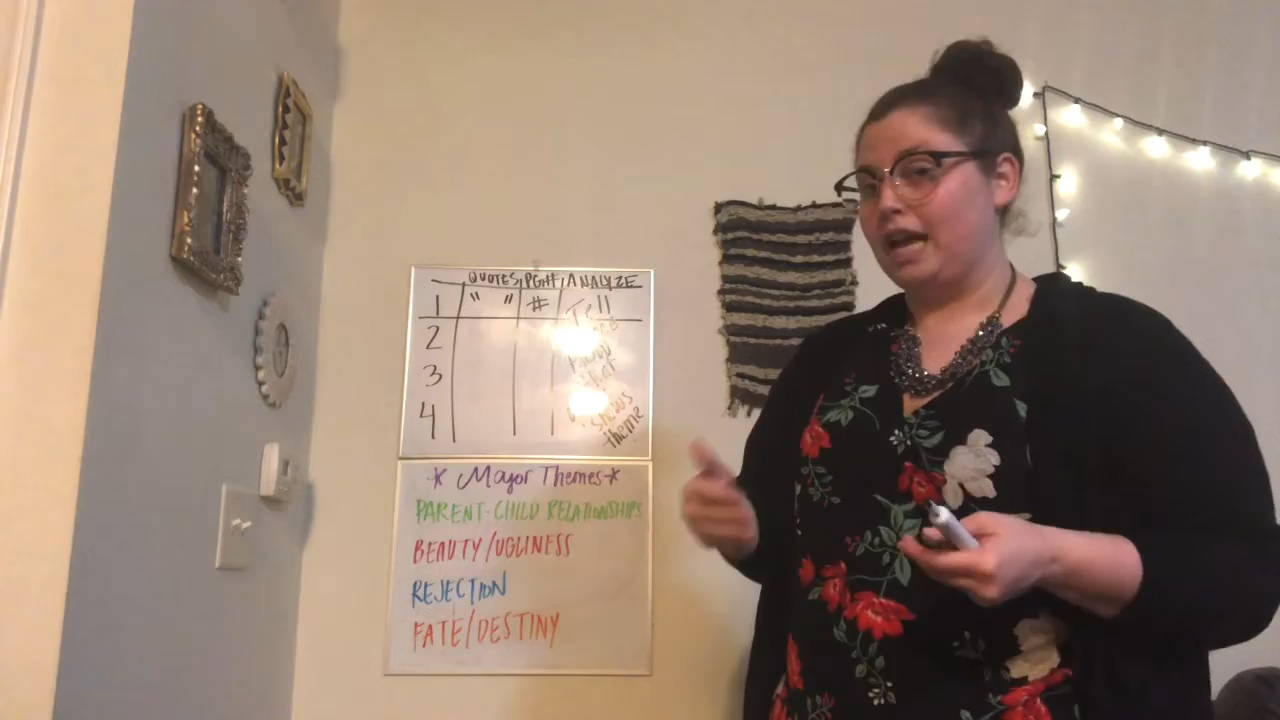 QUOTES PG# ANALYZE
1 " " # Tell
2
3
4 shows
theme
* Major Themes *
PARENT-CHILD RELATIONSHIPS
BEAUTY/UGLINESS
REJECTION
FATE/DESTINY